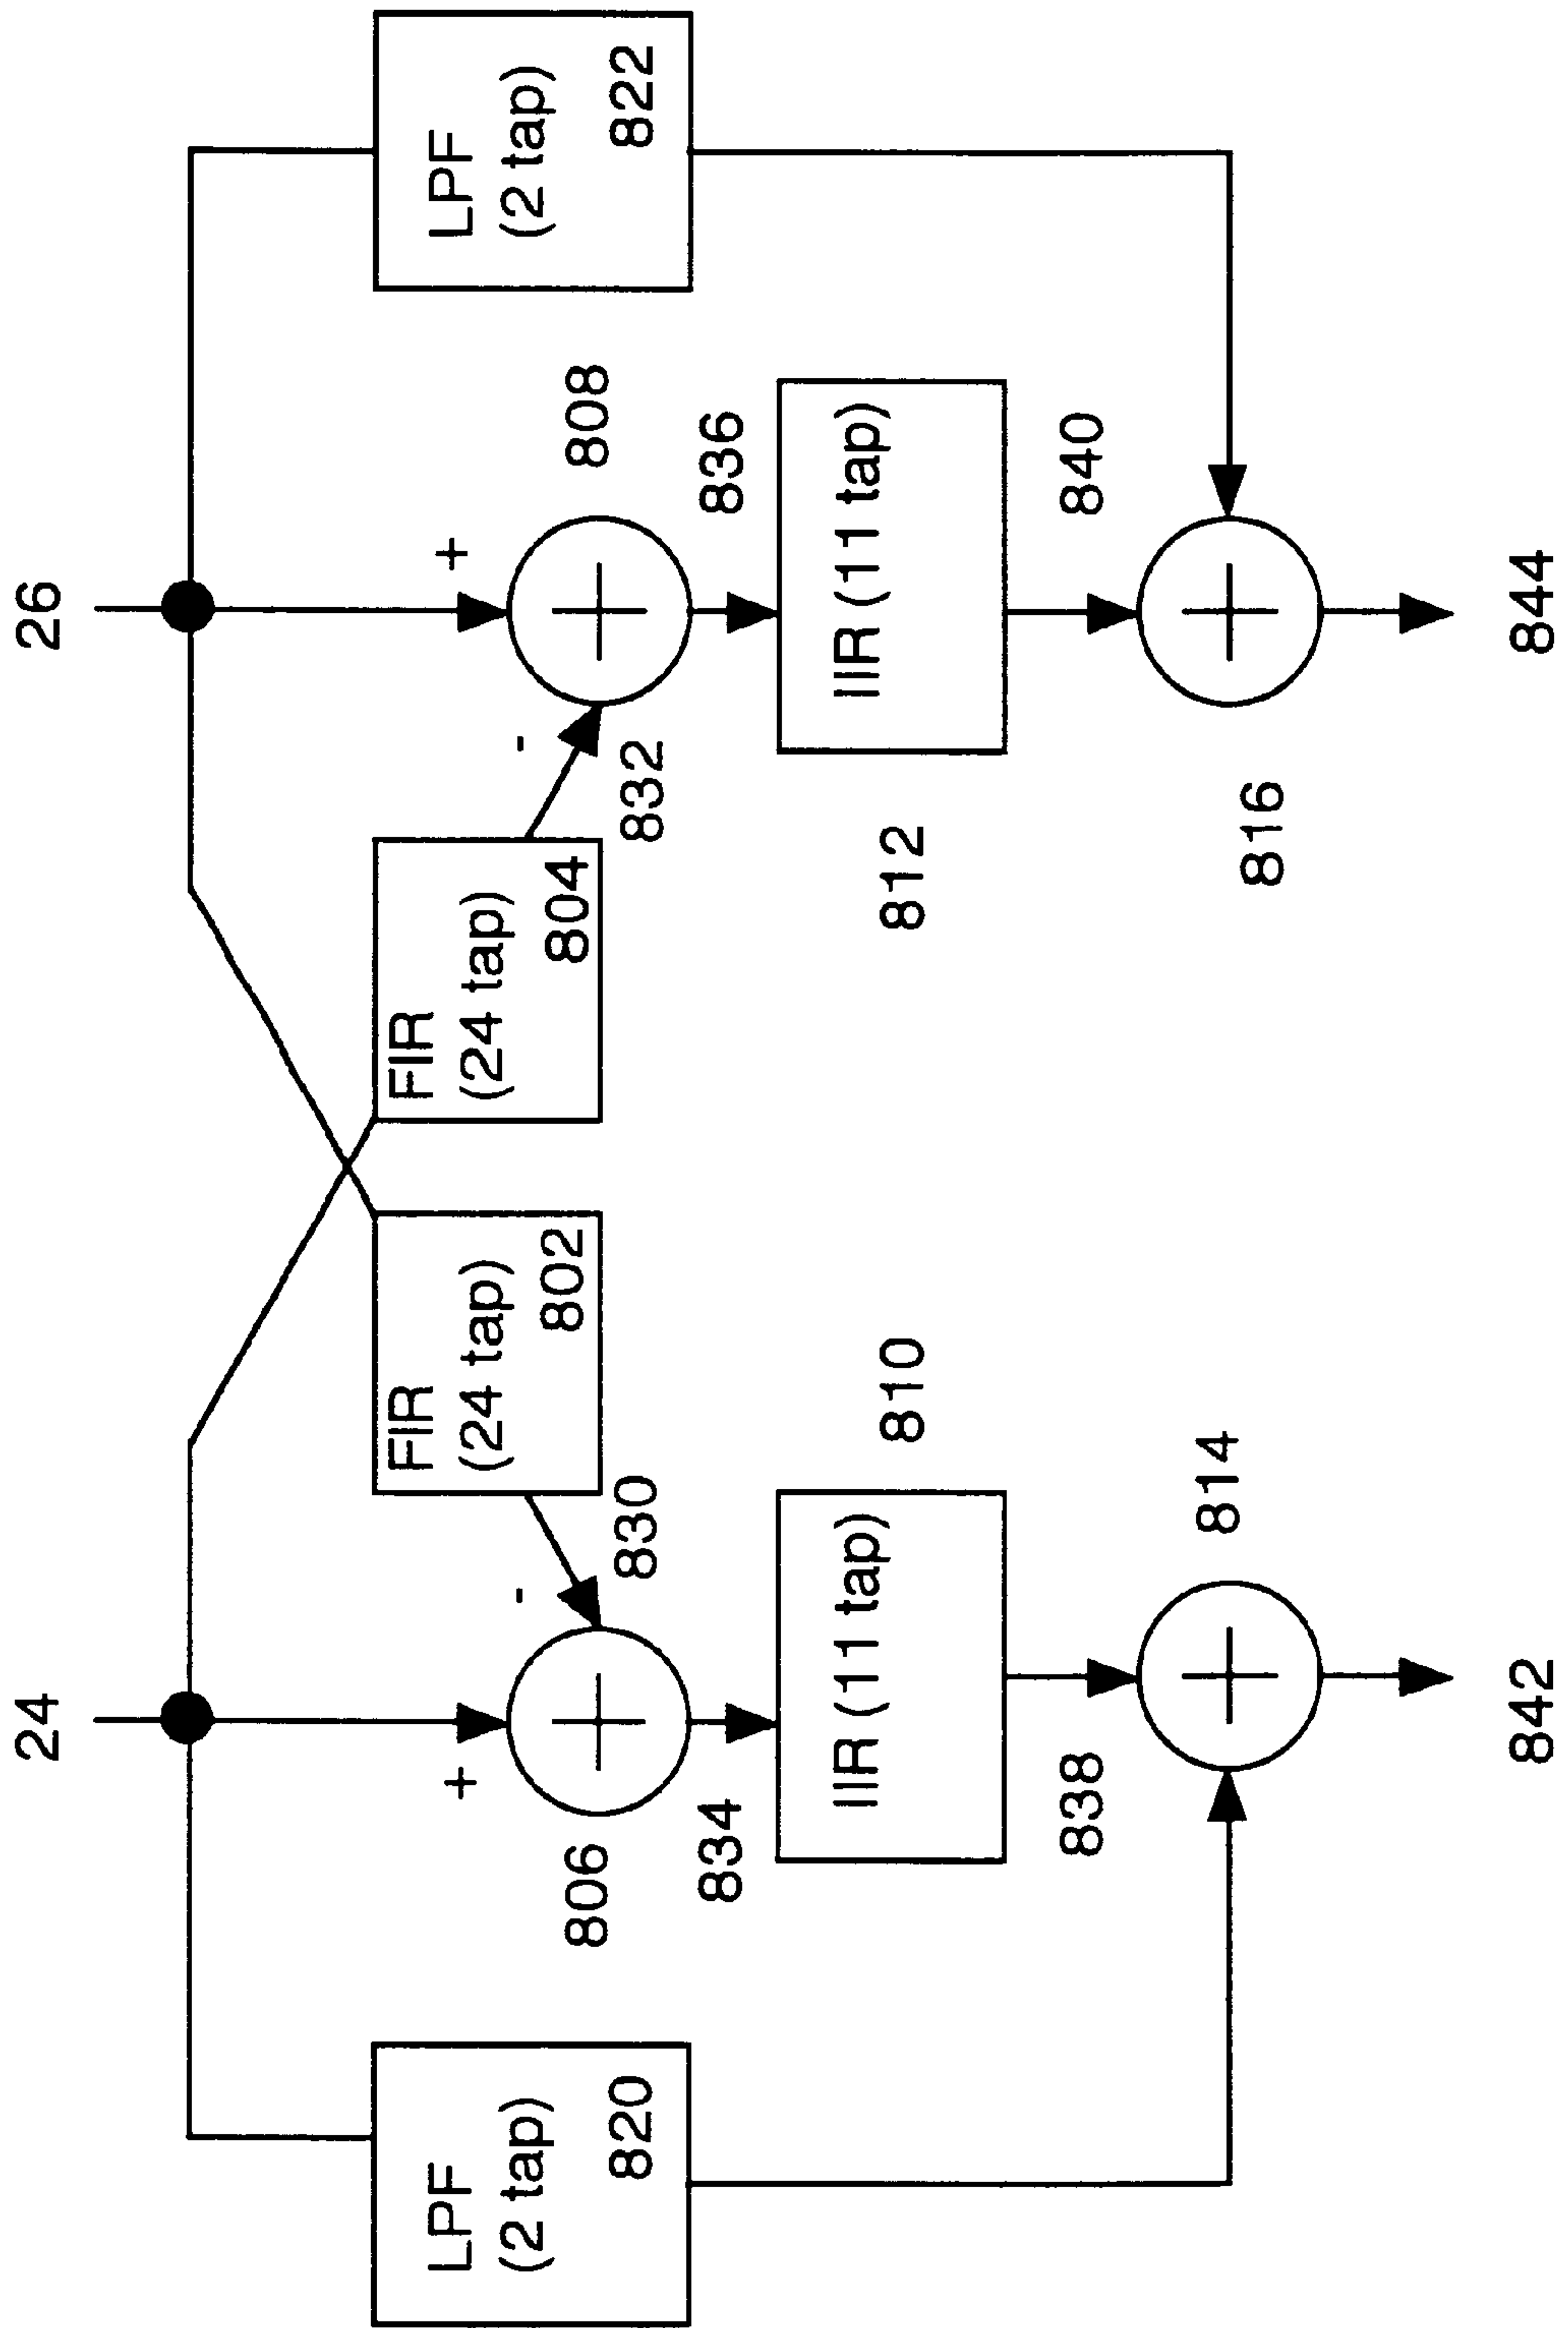 24
26
LPF
(2 tap)
820
FIR
(24 tap)
802
FIR
(24 tap)
804
LPF
(2 tap)
822
+
-
-
+
806
830
832
808
834
836
IIR (11 tap)
810
812
IIR (11 tap)
838
840
814
816
842
844